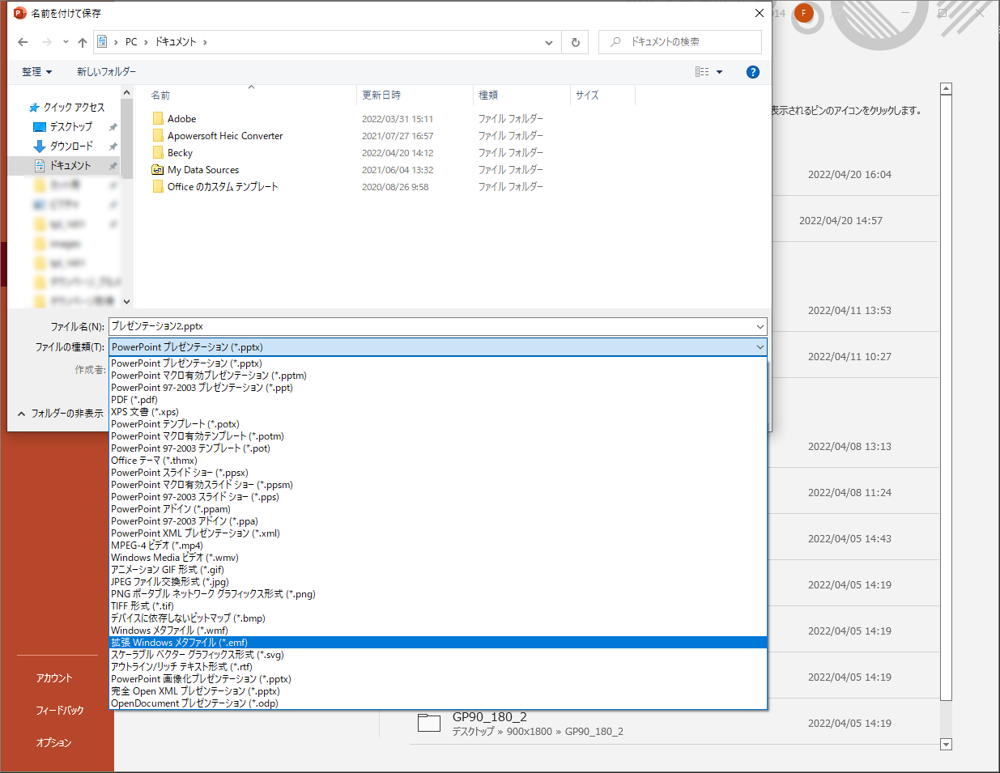 名前を付けて保存
PC › ドキュメント ›
ドキュメントの検索
整理
新しいフォルダー
クイック アクセス
デスクトップ
ダウンロード
ドキュメント
名前 更新日時 種類 サイズ
Adobe 2022/03/31 15:11 ファイル フォルダー
Apowersoft Heic Converter 2021/07/27 16:57 ファイル フォルダー
Becky 2022/04/20 14:12 ファイル フォルダー
My Data Sources 2021/06/04 13:32 ファイル フォルダー
Office のカスタム テンプレート 2020/08/26 9:58 ファイル フォルダー
ファイル名(N): プレゼンテーション2.pptx
ファイルの種類(T): PowerPoint プレゼンテーション (*.pptx)
作成者:
フォルダーの非表示
PowerPoint プレゼンテーション (*.pptx)
PowerPoint マクロ有効プレゼンテーション (*.pptm)
PowerPoint 97-2003 プレゼンテーション (*.ppt)
PDF (*.pdf)
XPS 文書 (*.xps)
PowerPoint テンプレート (*.potx)
PowerPoint マクロ有効テンプレート (*.potm)
PowerPoint 97-2003 テンプレート (*.pot)
Office テーマ (*.thmx)
PowerPoint スライド ショー (*.ppsx)
PowerPoint マクロ有効スライド ショー (*.ppsm)
PowerPoint 97-2003 スライド ショー (*.pps)
PowerPoint アドイン (*.ppam)
PowerPoint 97-2003 アドイン (*.ppa)
PowerPoint XML プレゼンテーション (*.xml)
MPEG-4 ビデオ (*.mp4)
Windows Media ビデオ (*.wmv)
アニメーション GIF 形式 (*.gif)
JPEG ファイル交換形式 (*.jpg)
PNG ポータブル ネットワーク グラフィックス形式 (*.png)
TIFF 形式 (*.tif)
デバイスに依存しないビットマップ (*.bmp)
Windows メタファイル (*.wmf)
拡張 Windows メタファイル (*.emf)
スケーラブル ベクター グラフィックス形式 (*.svg)
アウトライン/リッチ テキスト形式 (*.rtf)
PowerPoint 画像化プレゼンテーション (*.pptx)
完全 Open XML プレゼンテーション (*.pptx)
OpenDocument プレゼンテーション (*.odp)
914
F
表示されるピンのアイコンをクリックします。
2022/04/20 16:04
2022/04/20 14:57
2022/04/11 13:53
2022/04/11 10:27
2022/04/08 13:13
2022/04/08 11:24
2022/04/05 14:43
2022/04/05 14:19
2022/04/05 14:19
2022/04/05 14:19
GP90_180_2
デスクトップ » 900x1800 » GP90_180_2
2022/04/05 14:19
アカウント
フィードバック
オプション